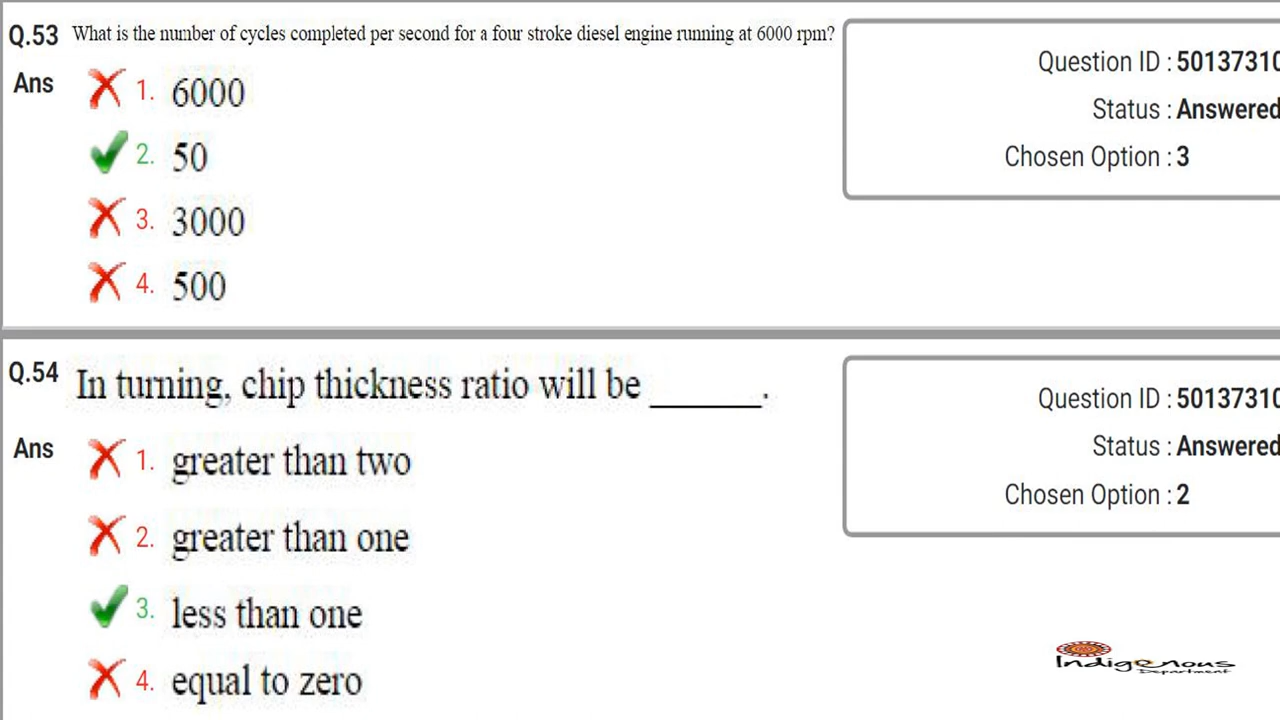 Q.53 What is the number of cycles completed per second for a four stroke diesel engine running at 6000 rpm?
Ans 1. 6000
2. 50
3. 3000
4. 500
Question ID : 50137310
Status : Answered
Chosen Option : 3
Q.54 In turning, chip thickness ratio will be ______.
Ans 1. greater than two
2. greater than one
3. less than one
4. equal to zero
Question ID : 50137310
Status : Answered
Chosen Option : 2
Indigenous
Department